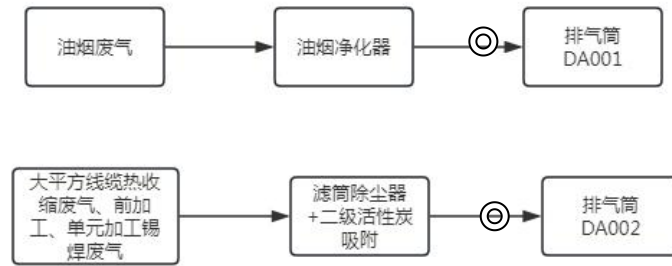 油烟废气
油烟净化器
排气筒
DA001
大平方线缆热收
缩废气、前加
工、单元加工锡
焊废气
滤筒除尘器
+二级活性炭
吸附
排气筒
DA002